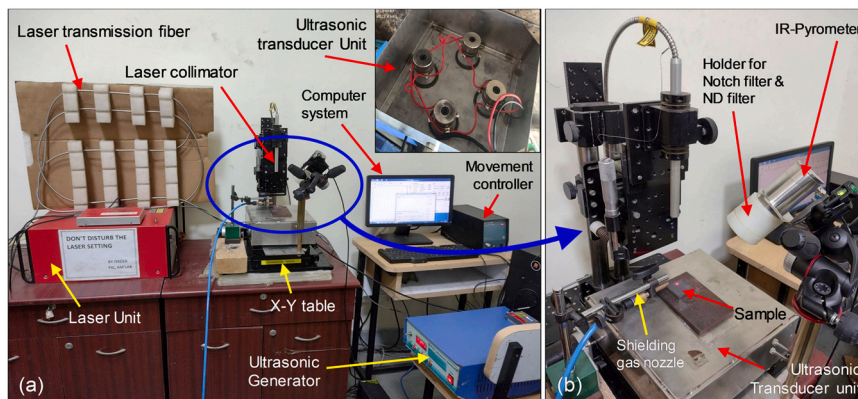 Laser transmission fiber
Ultrasonic
transducer Unit
Laser collimator
Computer
system
Movement
controller
DON'T DISTURB THE
LASER SETTING
Laser Unit
X-Y table
Ultrasonic
Generator
(a)
IR-Pyrometer
Holder for
Notch filter &
ND filter
Sample
Shielding
gas nozzle
Ultrasonic
Transducer unit
(b)